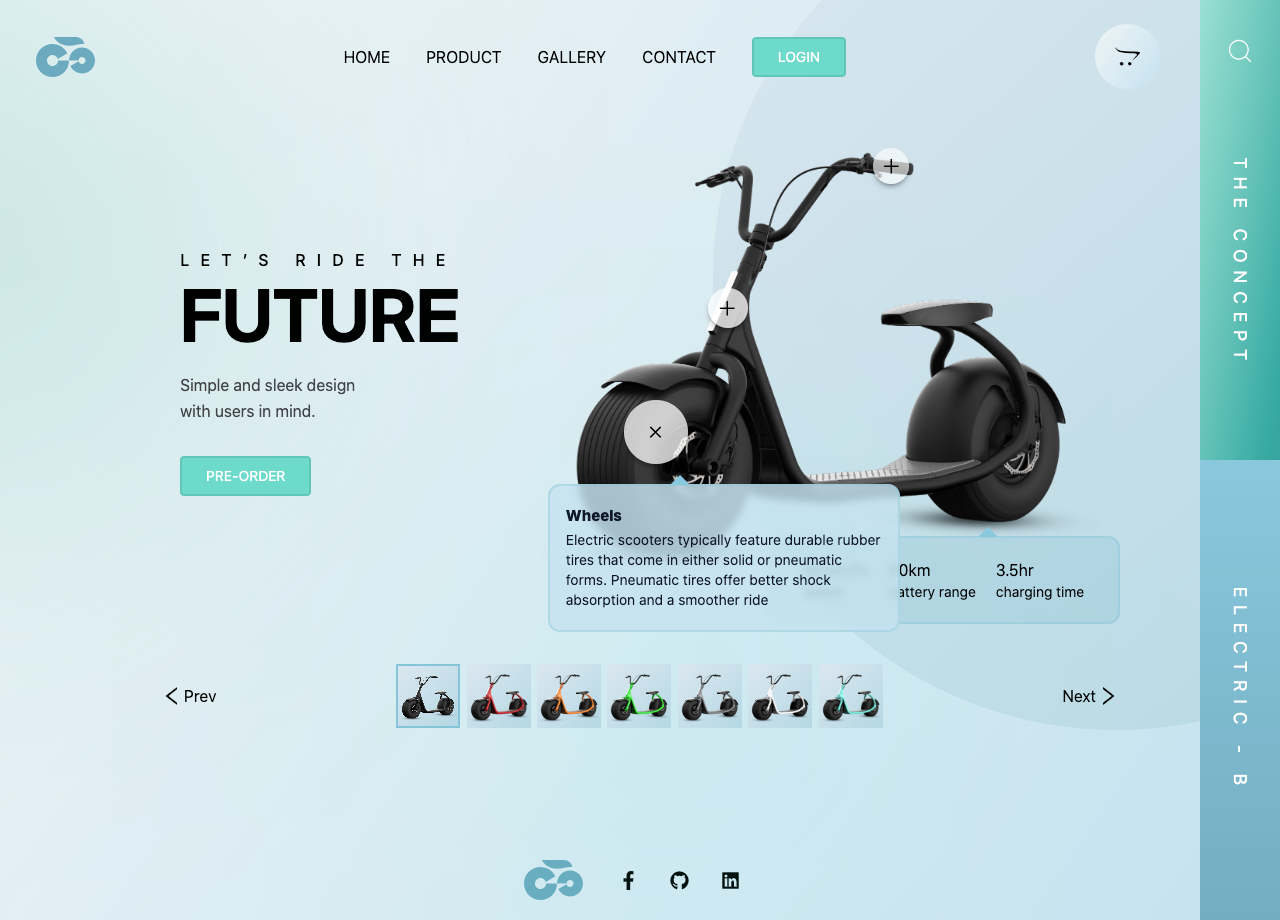 HOME
PRODUCT
GALLERY
CONTACT
LOGIN
THE CONCEPT
LET’S RIDE THE
FUTURE
Simple and sleek design
with users in mind.
PRE-ORDER
Wheels
Electric scooters typically feature durable rubber
tires that come in either solid or pneumatic
forms. Pneumatic tires offer better shock
absorption and a smoother ride
0km
attery range
3.5hr
charging time
Prev
Next
ELECTRIC - B